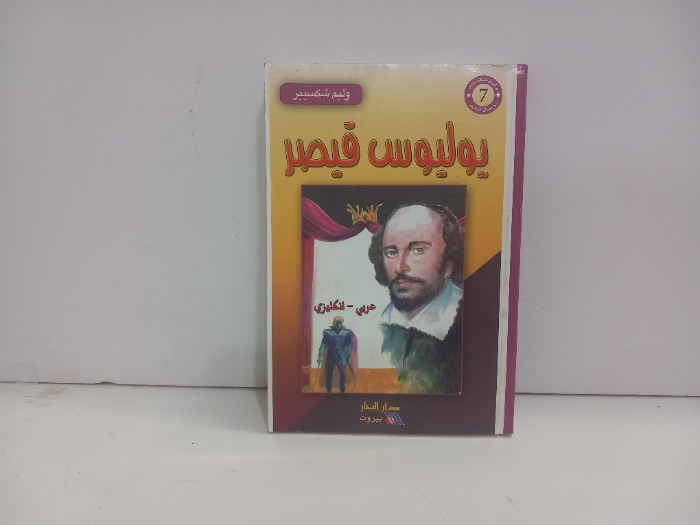 وليم شكسبير
7
يوليوس قيصر
عربي - انكليزي
دار البحار
بيروت